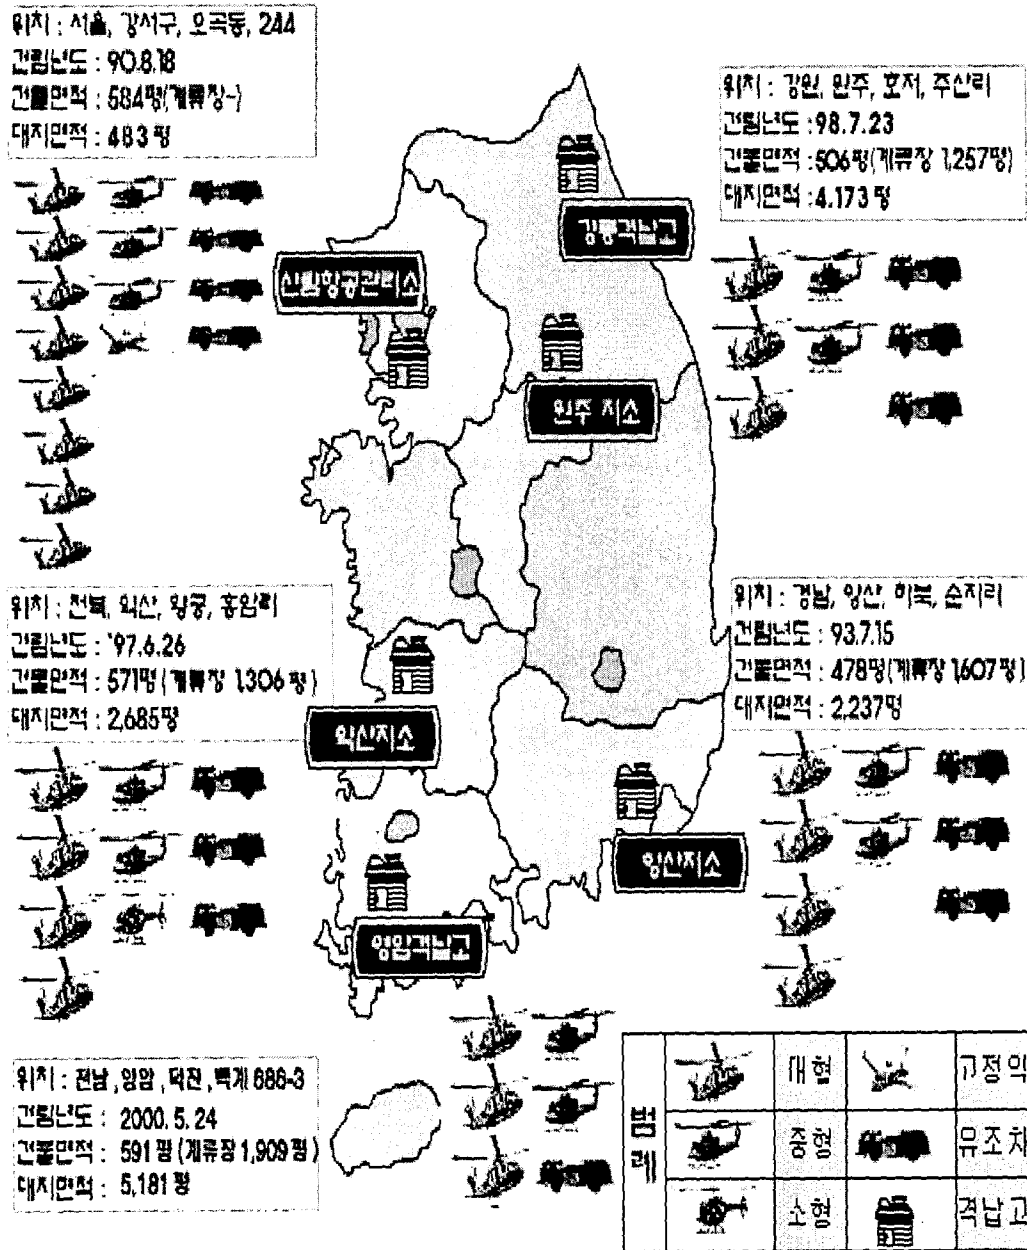 위치 : 서울, 강서구, 오곡동, 244
건립년도 : 90.8.18
건물면적 : 584평(계류장-)
대지면적 : 483 평
위치 : 강원, 원주, 호저, 주산리
건립년도 : 98.7.23
건물면적 : 506평(계류장 1,257평)
대지면적 : 4.173 평
강릉격납고
산림항공관리소
원주 지소
위치 : 전북, 익산, 왕궁, 흥암리
건립년도 : '97.6.26
건물면적 : 571평 (계류장 1,306 평)
대지면적 : 2,685평
위치 : 경남, 양산, 하북, 순지리
건립년도 : 93.7.15
건물면적 : 478평(계류장 1,607평)
대지면적 : 2,237평
익산지소
양산지소
영암격납고
위치 : 전남, 영암, 덕진, 백계 686-3
건립년도 : 2000. 5. 24
건물면적 : 591 평 (계류장 1,909 평)
대지면적 : 5,181 평
범례
대형
고정익
중형
유조차
소형
격납고